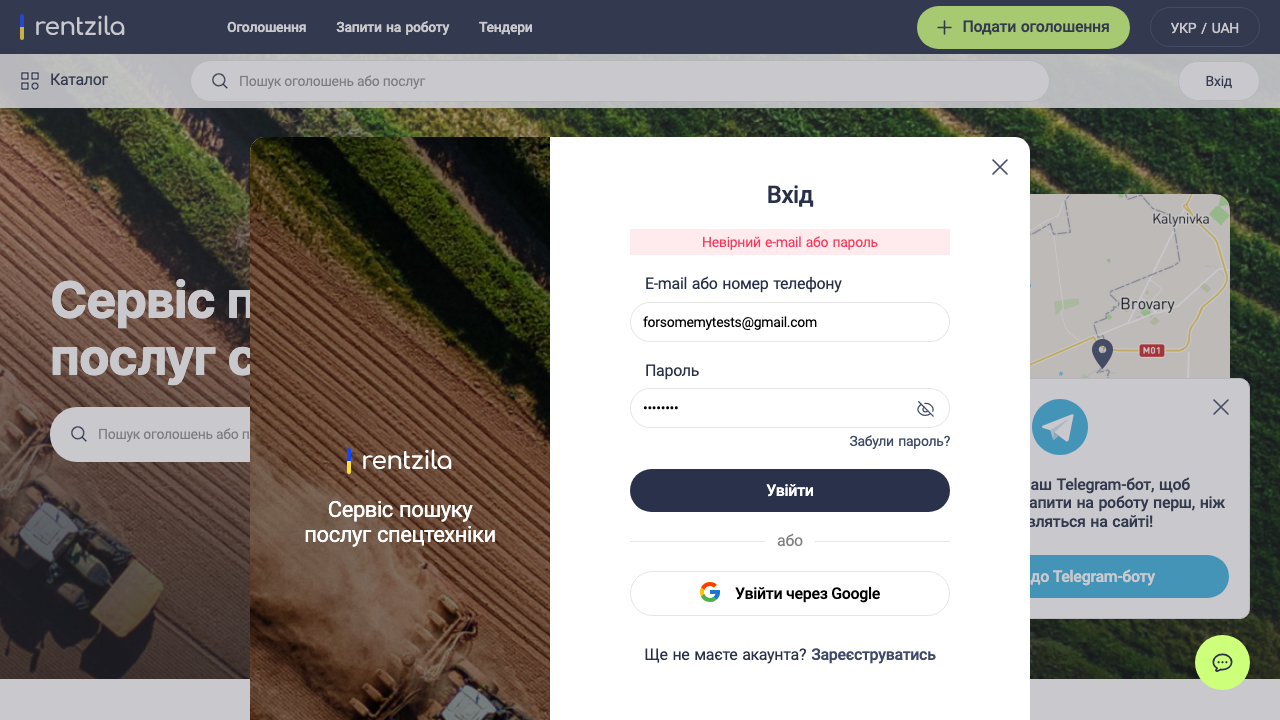 rentzila
Оголошення
Запити на роботу
Тендери
Подати оголошення
УКР / UAH
Каталог
Пошук оголошень або послуг
Вхід
Сервіс п
послуг с
Пошук оголошень або п
rentzila
Сервіс пошуку
послуг спецтехніки
Вхід
Невірний e-mail або пароль
E-mail або номер телефону
forsomemytests@gmail.com
Пароль
••••••••
Забули пароль?
Увійти
або
Увійти через Google
Ще не маєте акаунта? Зареєструватись
Kalynivka
Brovary
M01
аш Telegram-бот, щоб
апити на роботу перш, ніж
вляться на сайті!
до Telegram-боту